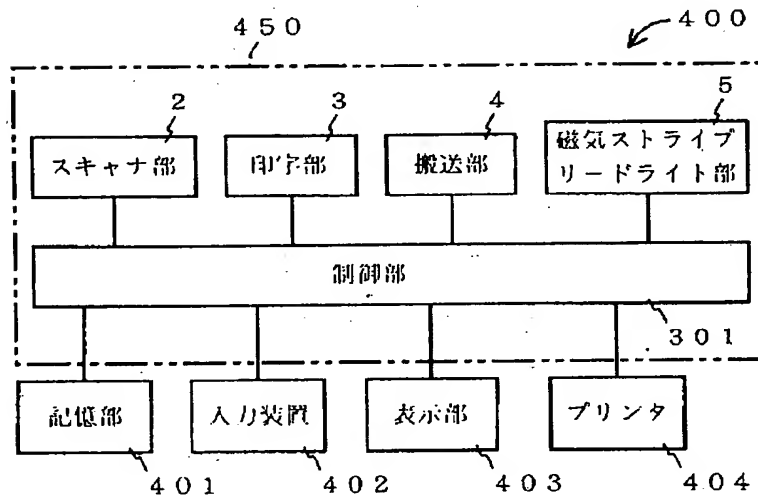 450
400
2
3
4
5
スキャナ部
印字部
搬送部
磁気ストライプ
リードライト部
制御部
301
記憶部
入力装置
表示部
プリンタ
401
402
403
404